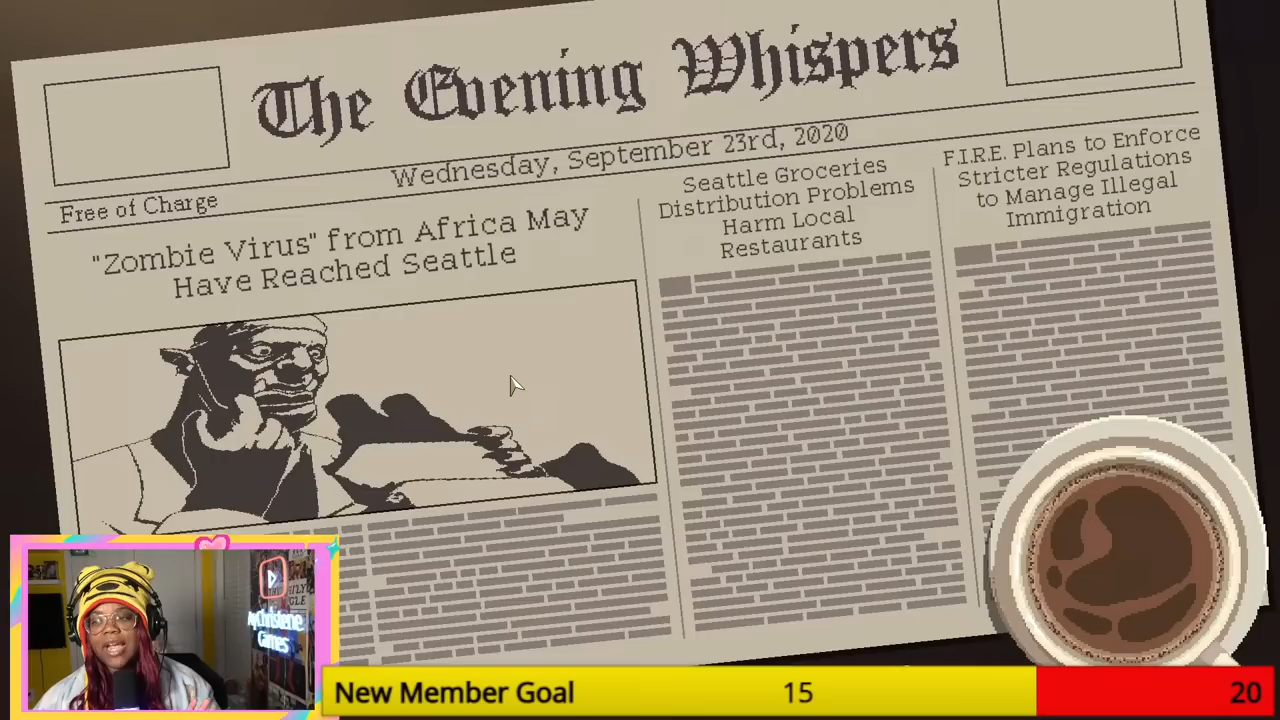 The Evening Whispers
Wednesday, September 23rd, 2020
Free of Charge
"Zombie Virus" from Africa May
Have Reached Seattle
Seattle Groceries
Distribution Problems
Harm Local
Restaurants
F.I.R.E. Plans to Enforce
Stricter Regulations
to Manage Illegal
Immigration
AyChristene
Games
New Member Goal
15
20